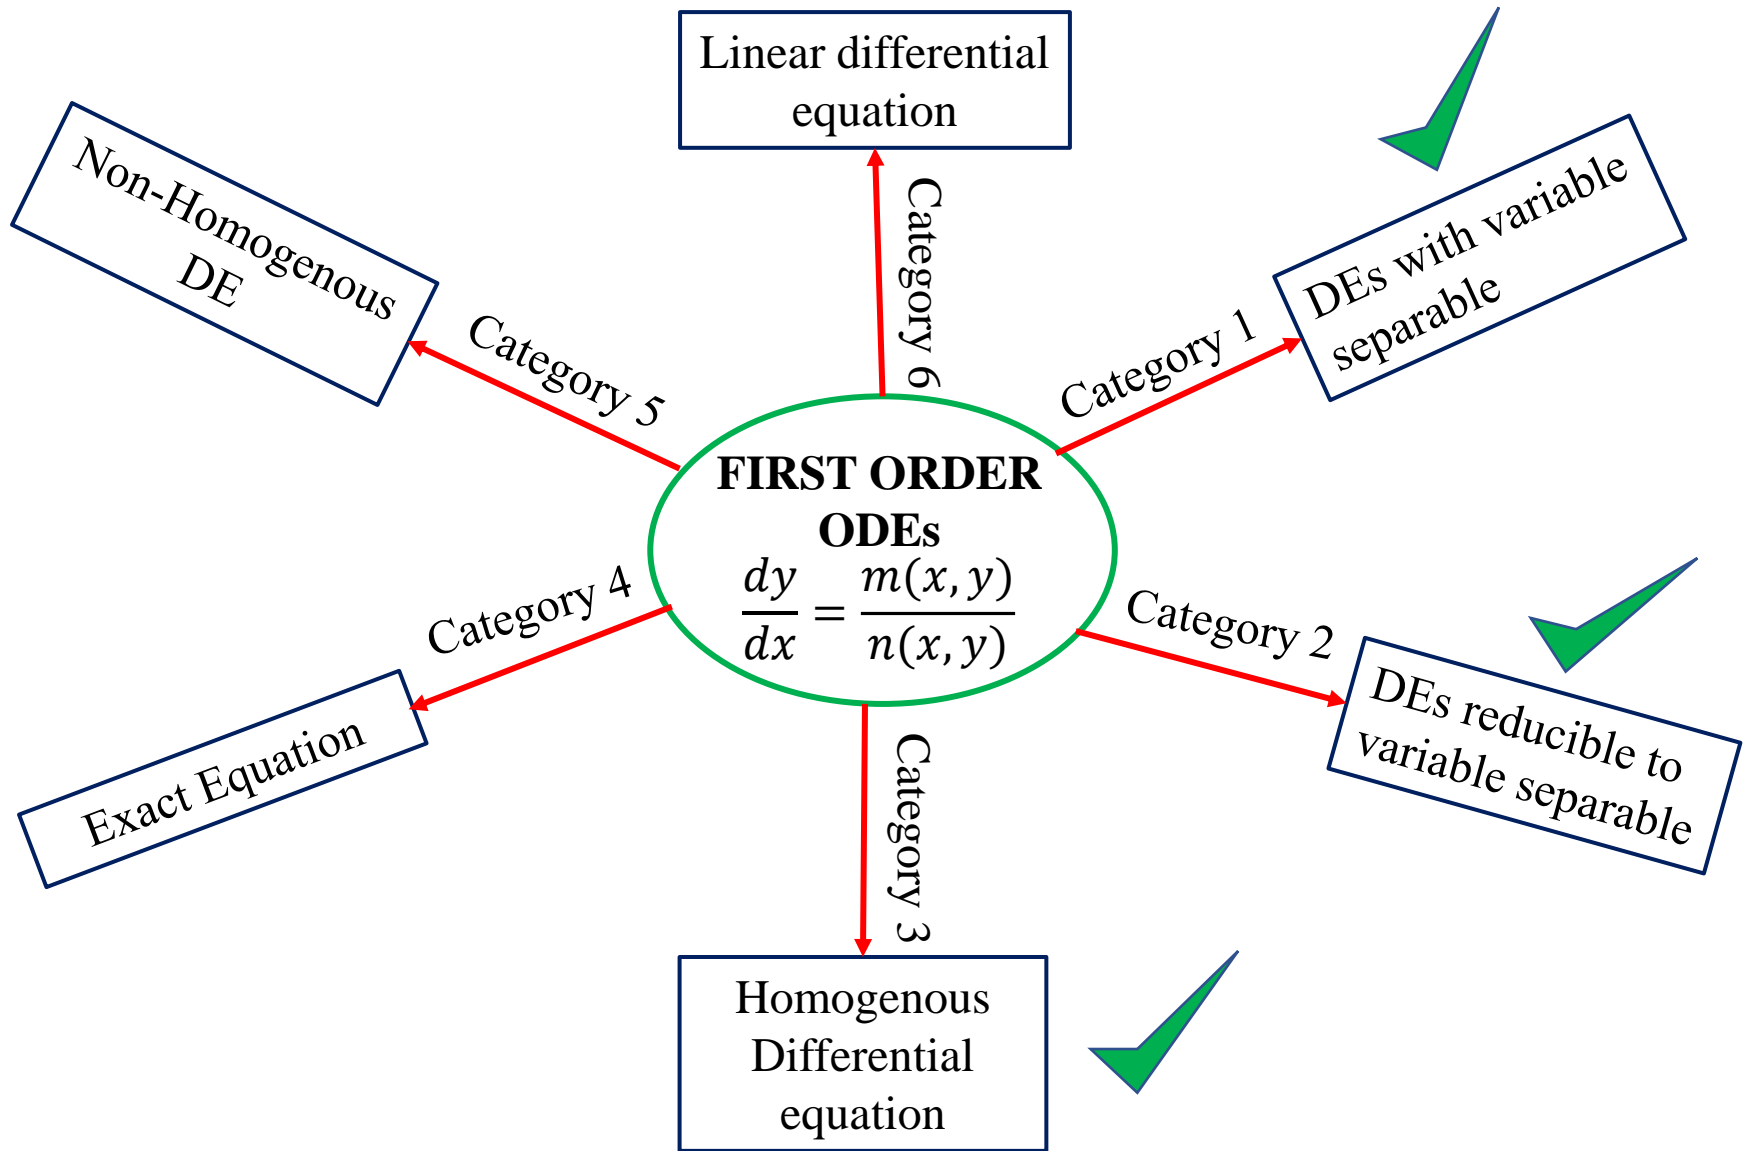 Linear differential
equation
Category 6
DEs with variable
separable
Category 1
Non-Homogenous
DE
Category 5
FIRST ORDER
ODEs
dy/dx = m(x, y)/n(x, y)
Category 2
DEs reducible to
variable separable
Category 4
Exact Equation
Category 3
Homogenous
Differential
equation